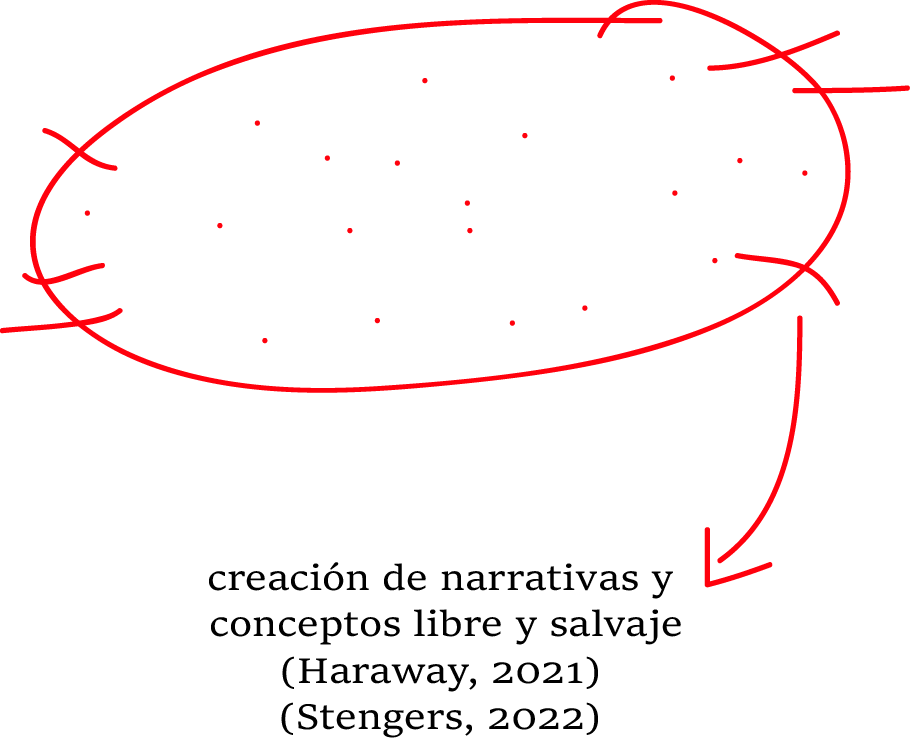 creación de narrativas y
conceptos libre y salvaje
(Haraway, 2021)
(Stengers, 2022)